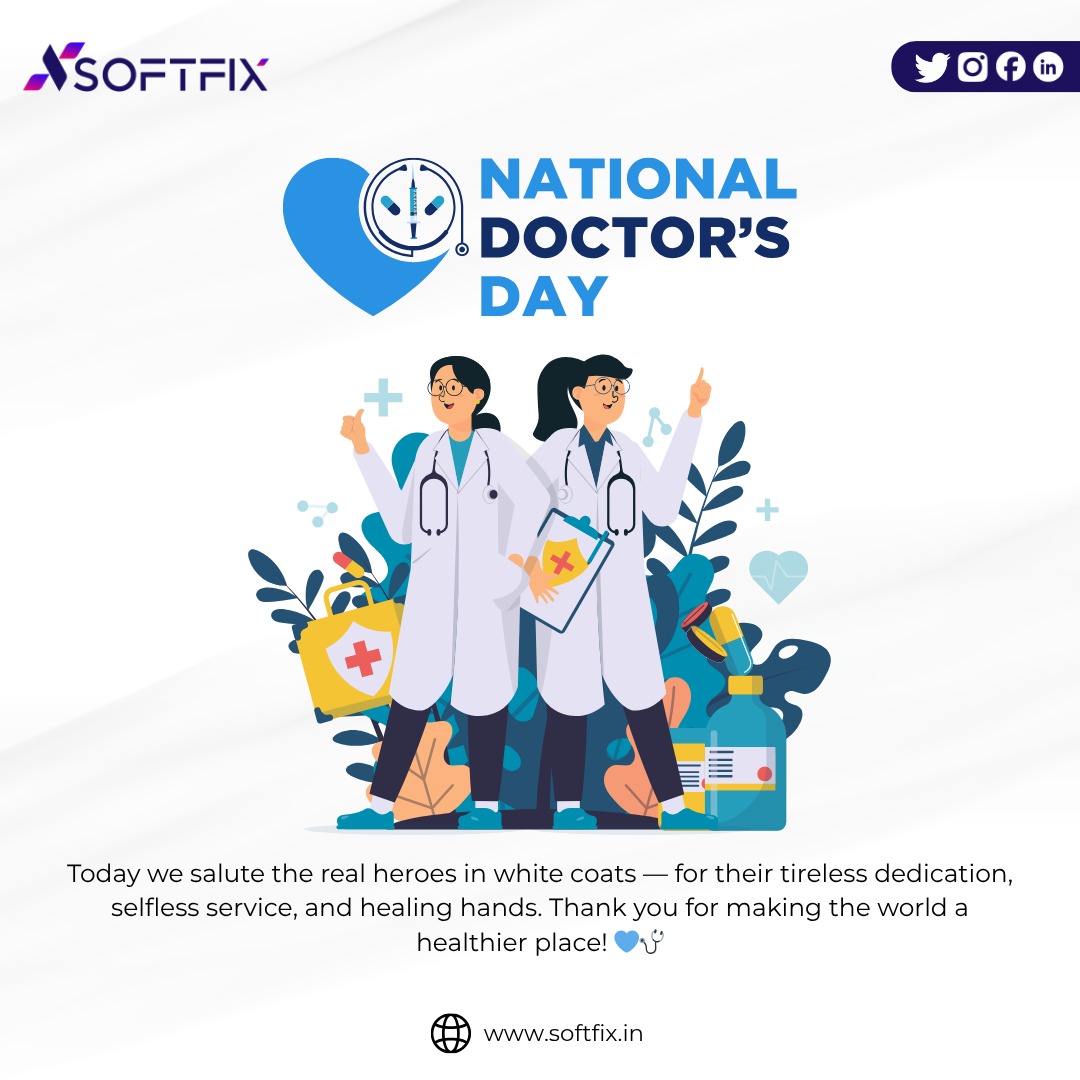 SOFTFIX
NATIONAL
DOCTOR’S
DAY
Today we salute the real heroes in white coats — for their tireless dedication,
selfless service, and healing hands. Thank you for making the world a
healthier place! 💙🩺
www.softfix.in